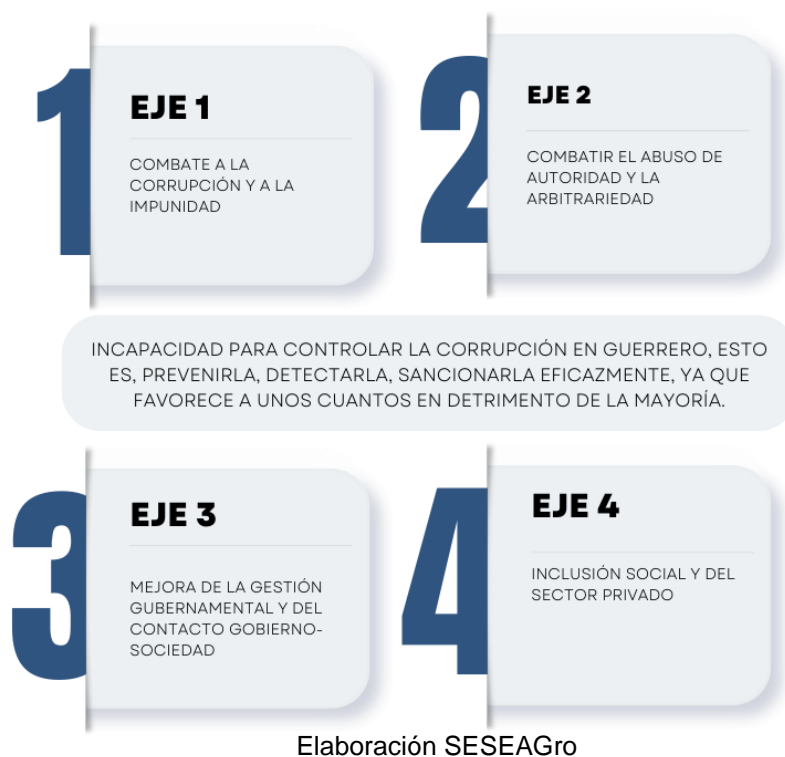 1
EJE 1
COMBATE A LA
CORRUPCIÓN Y A LA
IMPUNIDAD
2
EJE 2
COMBATIR EL ABUSO DE
AUTORIDAD Y LA
ARBITRARIEDAD
INCAPACIDAD PARA CONTROLAR LA CORRUPCIÓN EN GUERRERO, ESTO
ES, PREVENIRLA, DETECTARLA, SANCIONARLA EFICAZMENTE, YA QUE
FAVORECE A UNOS CUANTOS EN DETRIMENTO DE LA MAYORÍA.
3
EJE 3
MEJORA DE LA GESTIÓN
GUBERNAMENTAL Y DEL
CONTACTO GOBIERNO-
SOCIEDAD
4
EJE 4
INCLUSIÓN SOCIAL Y DEL
SECTOR PRIVADO
Elaboración SESEAGro